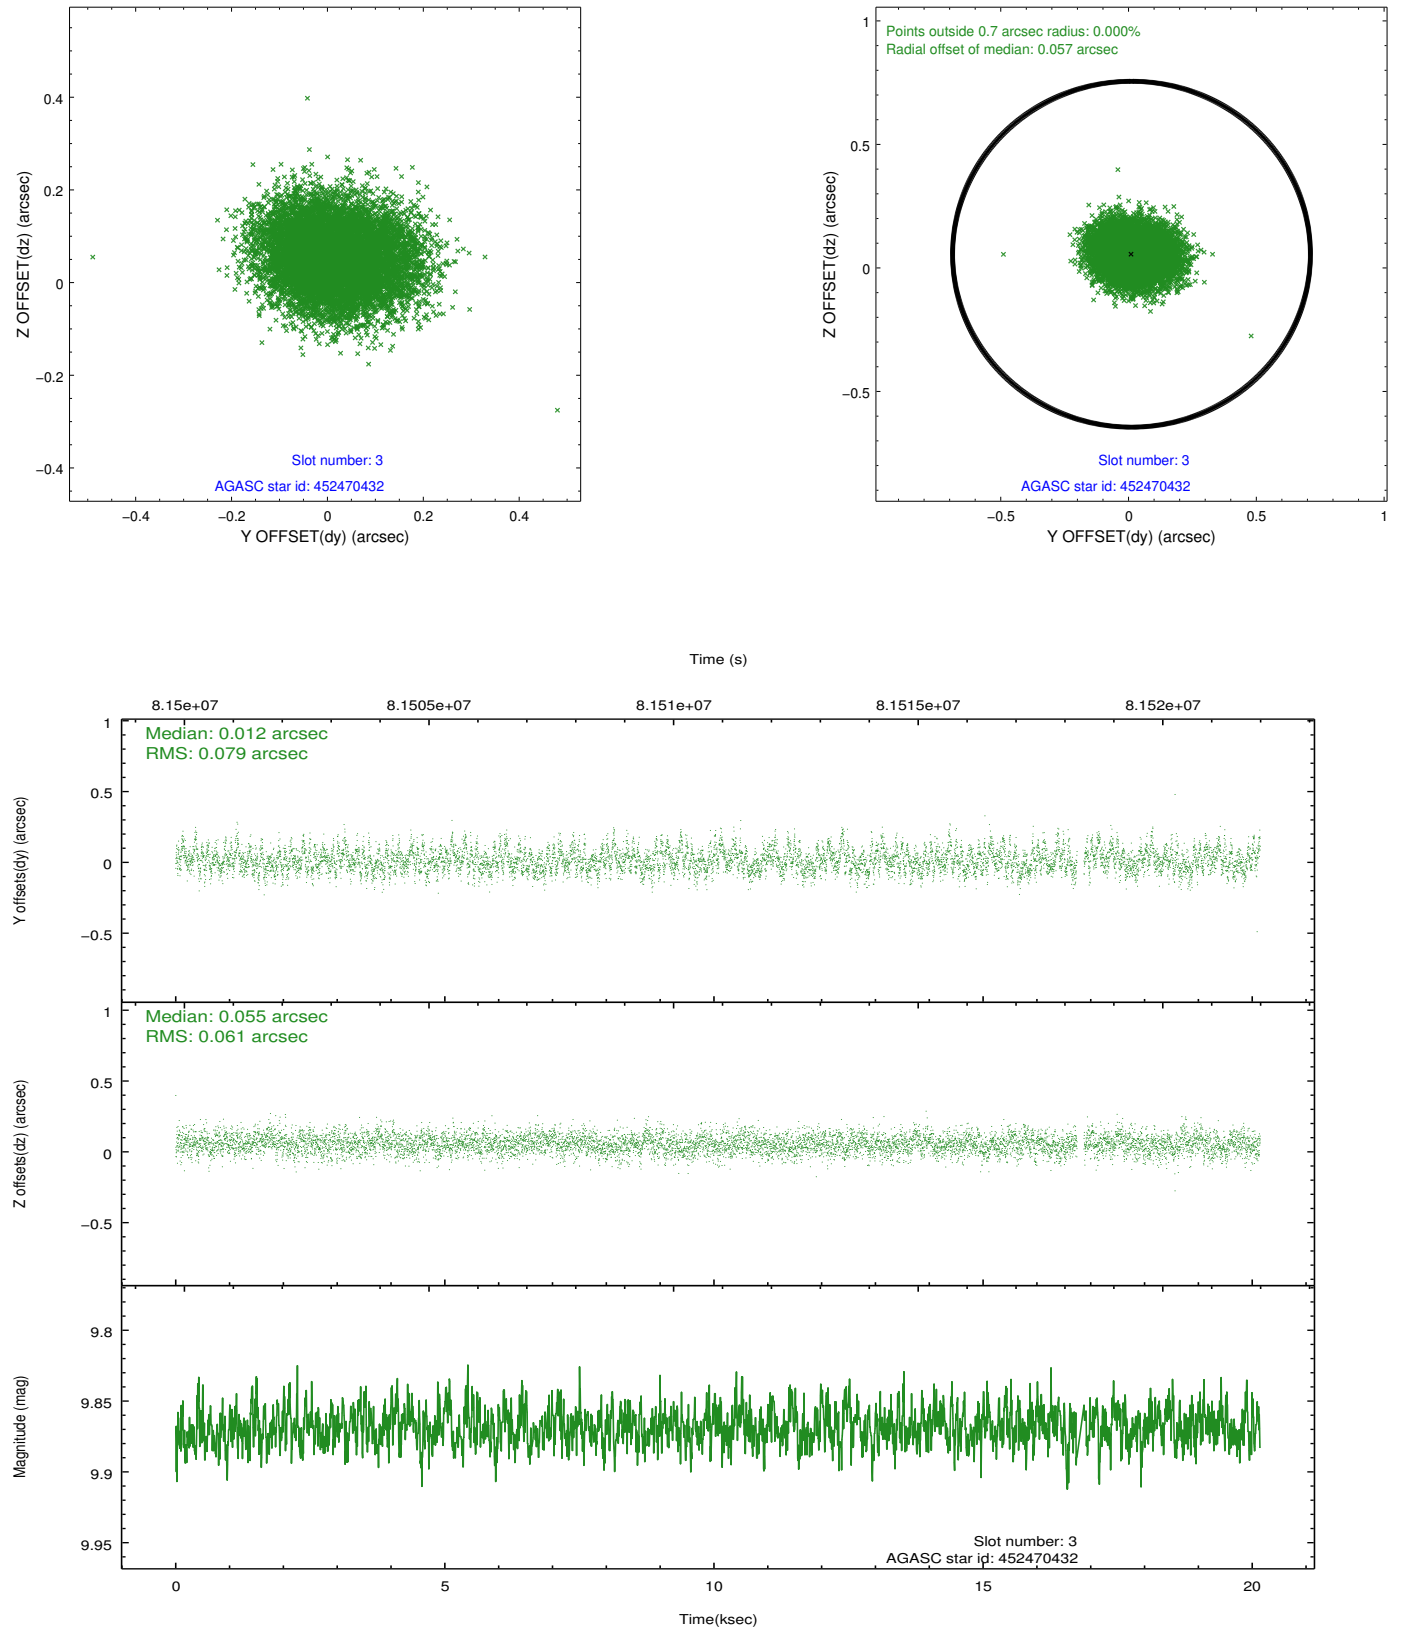 0.4
0.2
0
−0.2
−0.4
Z OFFSET(dz) (arcsec)
Slot number: 3
AGASC star id: 452470432
−0.4 −0.2 0 0.2 0.4
Y OFFSET(dy) (arcsec)
Points outside 0.7 arcsec radius: 0.000%
Radial offset of median: 0.057 arcsec
1
0.5
0
−0.5
Z OFFSET(dz) (arcsec)
Slot number: 3
AGASC star id: 452470432
−0.5 0 0.5 1
Y OFFSET(dy) (arcsec)
Time (s)
8.15e+07 8.1505e+07 8.151e+07 8.1515e+07 8.152e+07
Median: 0.012 arcsec
RMS: 0.079 arcsec
1
0.5
0
−0.5
Y offsets(dy) (arcsec)
Median: 0.055 arcsec
RMS: 0.061 arcsec
1
0.5
0
−0.5
Z offsets(dz) (arcsec)
9.8
9.85
9.9
9.95
Magnitude (mag)
Slot number: 3
AGASC star id: 452470432
0 5 10 15 20
Time(ksec)